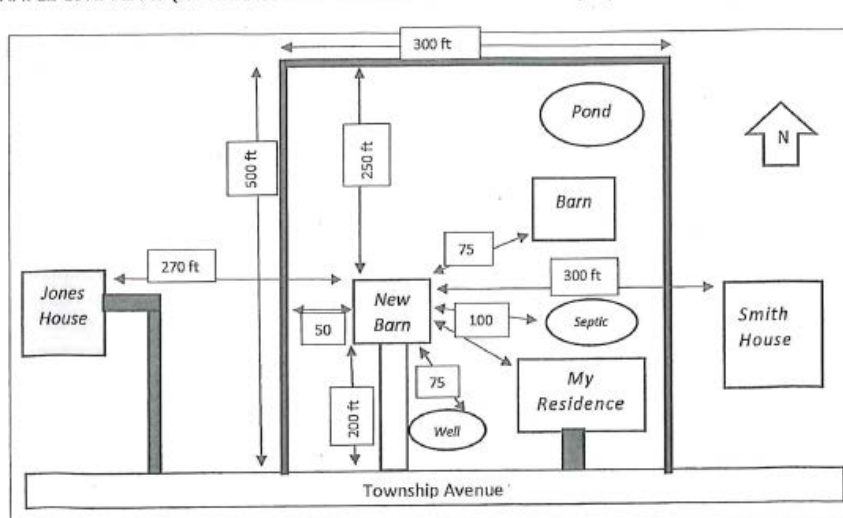 300 ft
Pond
N
500 ft
250 ft
Barn
75
270 ft
300 ft
Jones
House
New
Barn
100
Septic
Smith
House
50
My
Residence
75
200 ft
Well
Township Avenue